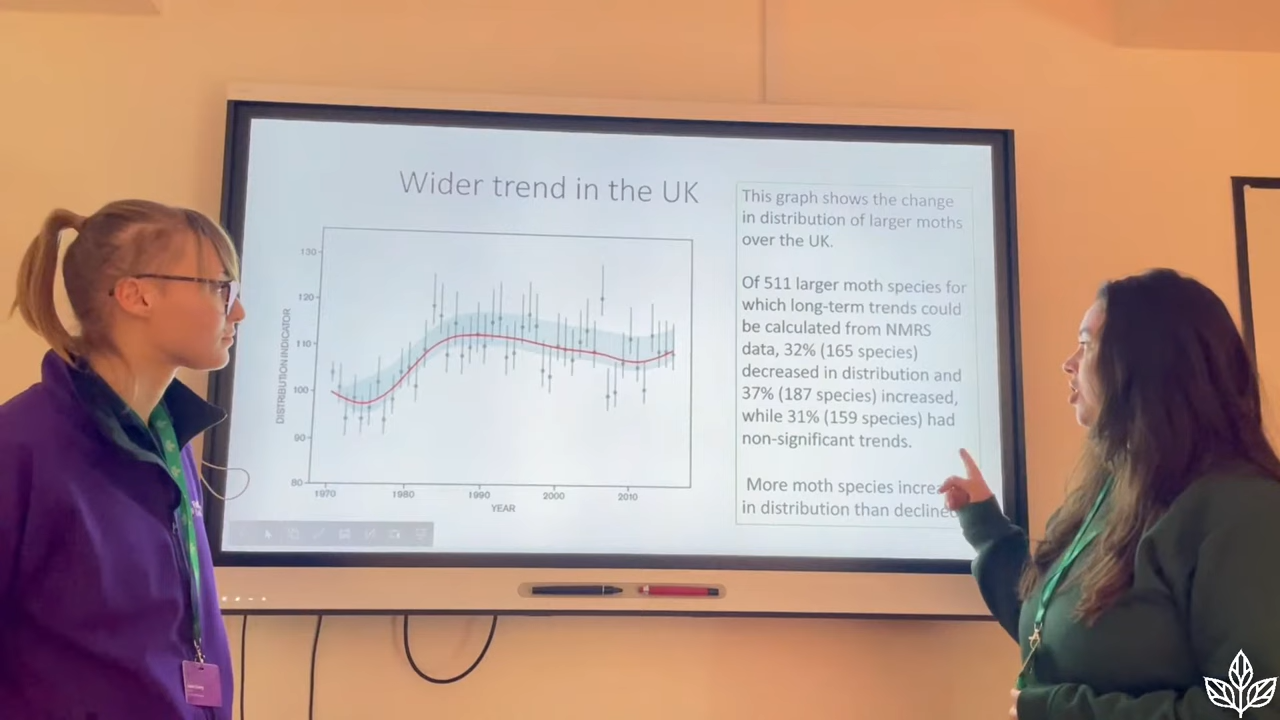 Wider trend in the UK
130
120
110
100
90
80
DISTRIBUTION INDICATOR
1970
1980
1990
2000
2010
YEAR
This graph shows the change
in distribution of larger moths
over the UK.
Of 511 larger moth species for
which long-term trends could
be calculated from NMRS
data, 32% (165 species)
decreased in distribution and
37% (187 species) increased,
while 31% (159 species) had
non-significant trends.
More moth species increa
in distribution than decline